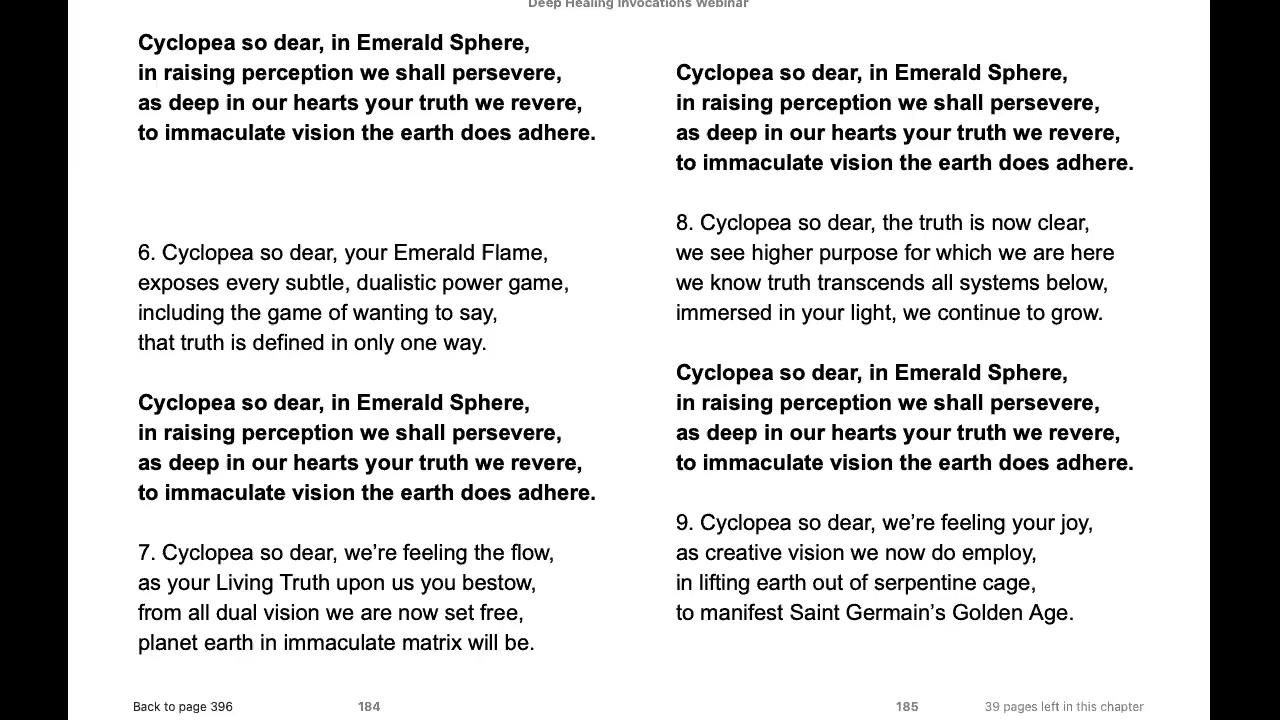 Deep Healing Invocations Webinar
Cyclopea so dear, in Emerald Sphere,
in raising perception we shall persevere,
as deep in our hearts your truth we revere,
to immaculate vision the earth does adhere.
6. Cyclopea so dear, your Emerald Flame,
exposes every subtle, dualistic power game,
including the game of wanting to say,
that truth is defined in only one way.
Cyclopea so dear, in Emerald Sphere,
in raising perception we shall persevere,
as deep in our hearts your truth we revere,
to immaculate vision the earth does adhere.
7. Cyclopea so dear, we’re feeling the flow,
as your Living Truth upon us you bestow,
from all dual vision we are now set free,
planet earth in immaculate matrix will be.
Cyclopea so dear, in Emerald Sphere,
in raising perception we shall persevere,
as deep in our hearts your truth we revere,
to immaculate vision the earth does adhere.
8. Cyclopea so dear, the truth is now clear,
we see higher purpose for which we are here
we know truth transcends all systems below,
immersed in your light, we continue to grow.
Cyclopea so dear, in Emerald Sphere,
in raising perception we shall persevere,
as deep in our hearts your truth we revere,
to immaculate vision the earth does adhere.
9. Cyclopea so dear, we’re feeling your joy,
as creative vision we now do employ,
in lifting earth out of serpentine cage,
to manifest Saint Germain’s Golden Age.
Back to page 396
184
185
39 pages left in this chapter